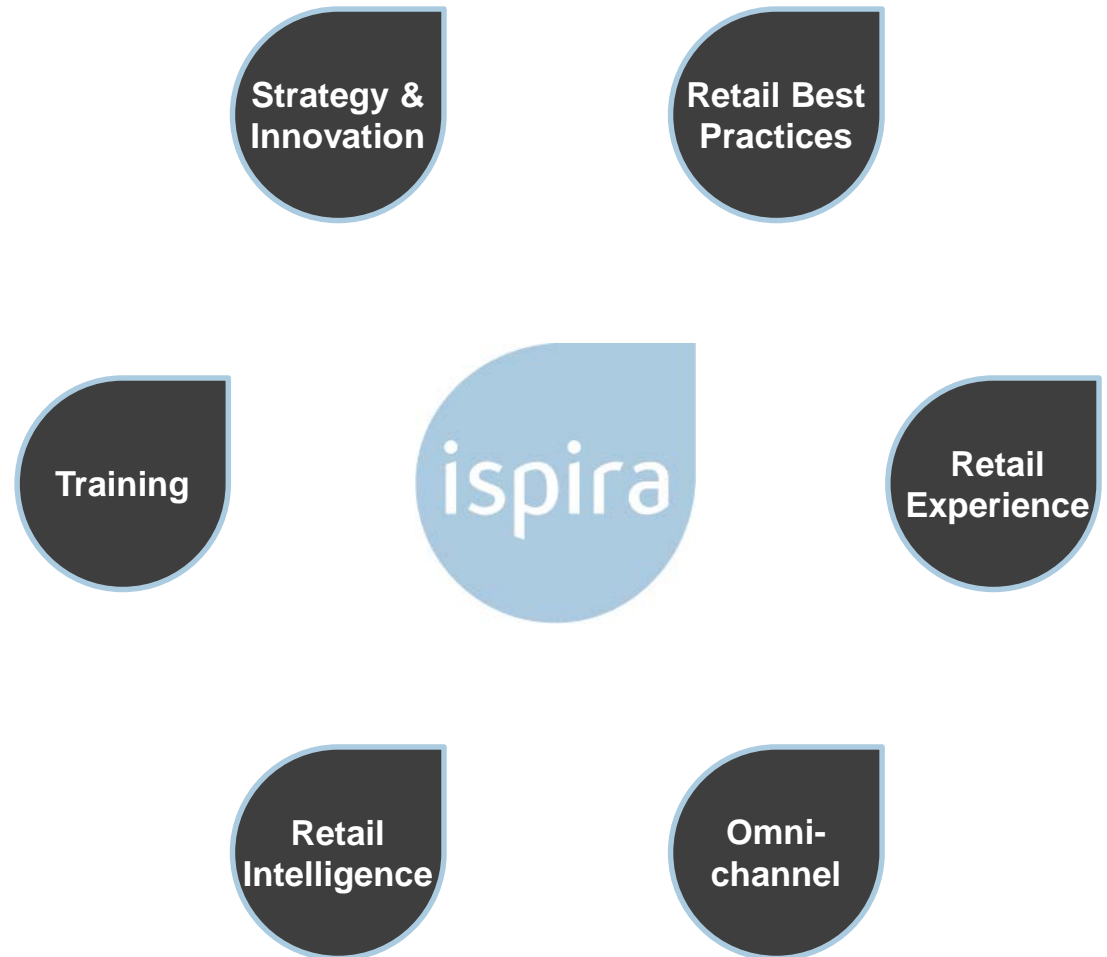 Strategy &
Innovation
Retail Best
Practices
Training
ispira
Retail
Experience
Retail
Intelligence
Omni-
channel